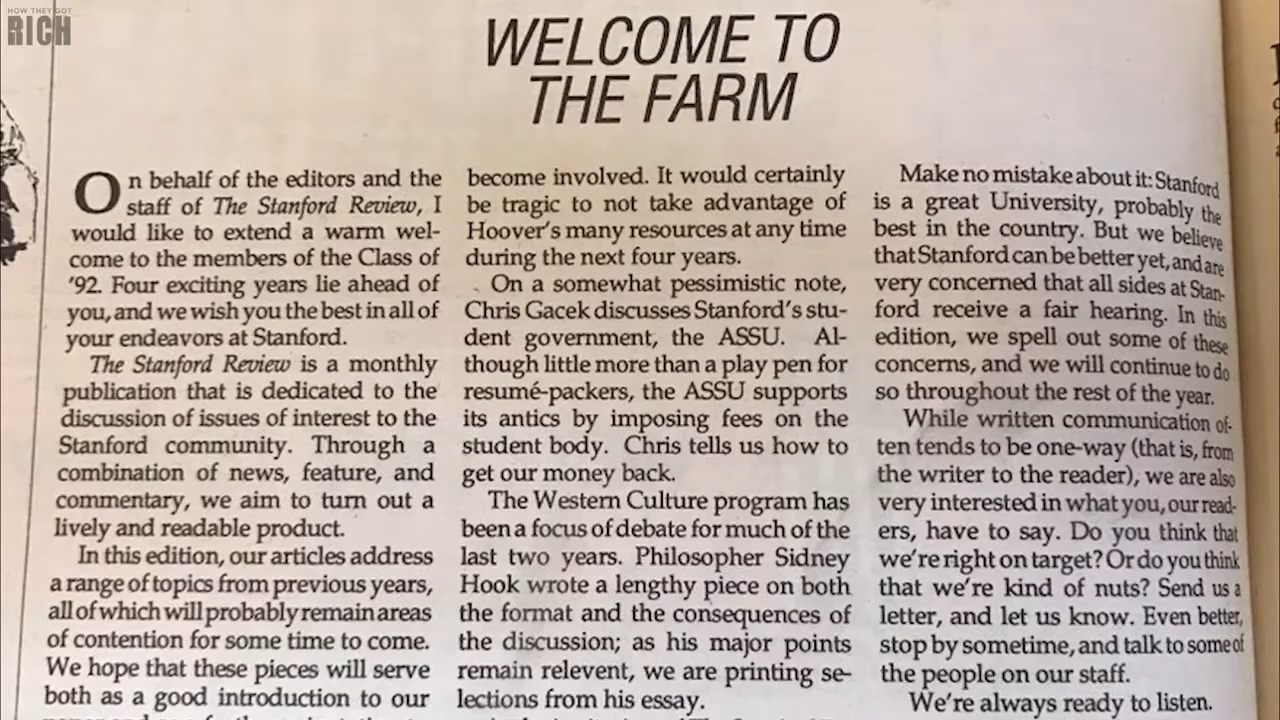 HOW THEY GOT
RICH
WELCOME TO
THE FARM
On behalf of the editors and the
staff of The Stanford Review, I
would like to extend a warm wel-
come to the members of the Class of
'92. Four exciting years lie ahead of
you, and we wish you the best in all of
your endeavors at Stanford.
The Stanford Review is a monthly
publication that is dedicated to the
discussion of issues of interest to the
Stanford community. Through a
combination of news, feature, and
commentary, we aim to turn out a
lively and readable product.
In this edition, our articles address
a range of topics from previous years,
all of which will probably remain areas
of contention for some time to come.
We hope that these pieces will serve
both as a good introduction to our
become involved. It would certainly
be tragic to not take advantage of
Hoover's many resources at any time
during the next four years.
On a somewhat pessimistic note,
Chris Gacek discusses Stanford's stu-
dent government, the ASSU. Al-
though little more than a play pen for
resumé-packers, the ASSU supports
its antics by imposing fees on the
student body. Chris tells us how to
get our money back.
The Western Culture program has
been a focus of debate for much of the
last two years. Philosopher Sidney
Hook wrote a lengthy piece on both
the format and the consequences of
the discussion; as his major points
remain relevent, we are printing se-
lections from his essay.
Make no mistake about it: Stanford
is a great University, probably the
best in the country. But we believe
that Stanford can be better yet, and are
very concerned that all sides at Stan-
ford receive a fair hearing. In this
edition, we spell out some of these
concerns, and we will continue to do
so throughout the rest of the year.
While written communication of-
ten tends to be one-way (that is, from
the writer to the reader), we are also
very interested in what you, our read-
ers, have to say. Do you think that
we're right on target? Or do you think
that we're kind of nuts? Send us a
letter, and let us know. Even better,
stop by sometime, and talk to some of
the people on our staff.
We're always ready to listen.